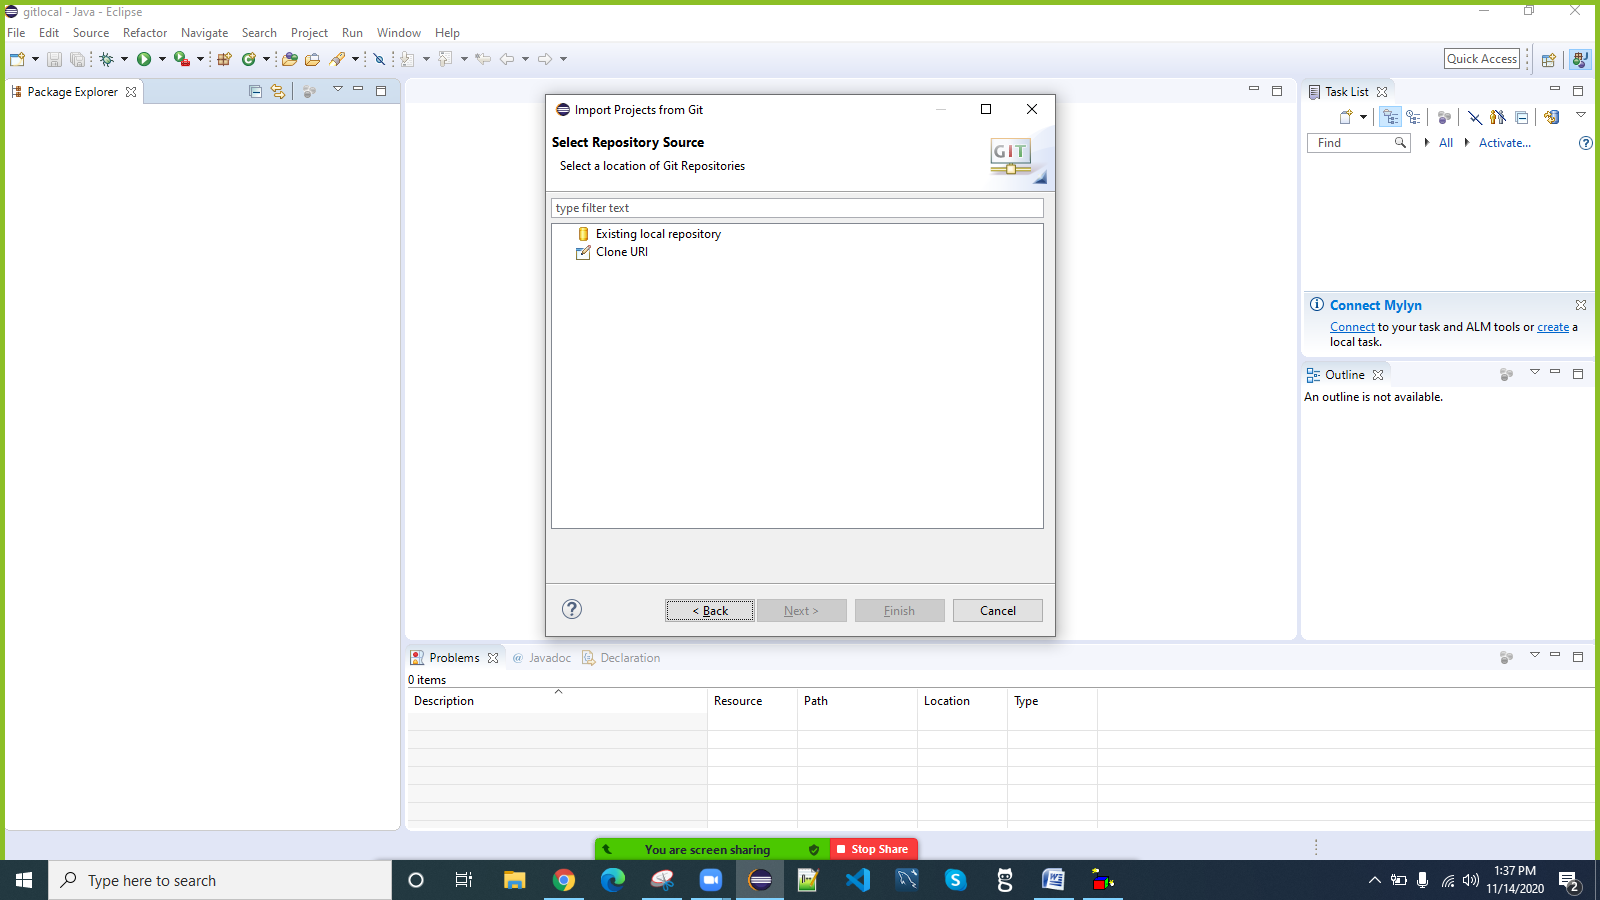 gitlocal - Java - Eclipse
File Edit Source Refactor Navigate Search Project Run Window Help
Quick Access
Package Explorer
Import Projects from Git
Select Repository Source
Select a location of Git Repositories
GIT
type filter text
Existing local repository
Clone URI
< Back
Next >
Finish
Cancel
Task List
Find
All
Activate...
Connect Mylyn
Connect to your task and ALM tools or create a
local task.
Outline
An outline is not available.
Problems
@ Javadoc
Declaration
0 items
Description Resource Path Location Type
You are screen sharing
Stop Share
Type here to search
1:37 PM
11/14/2020
2